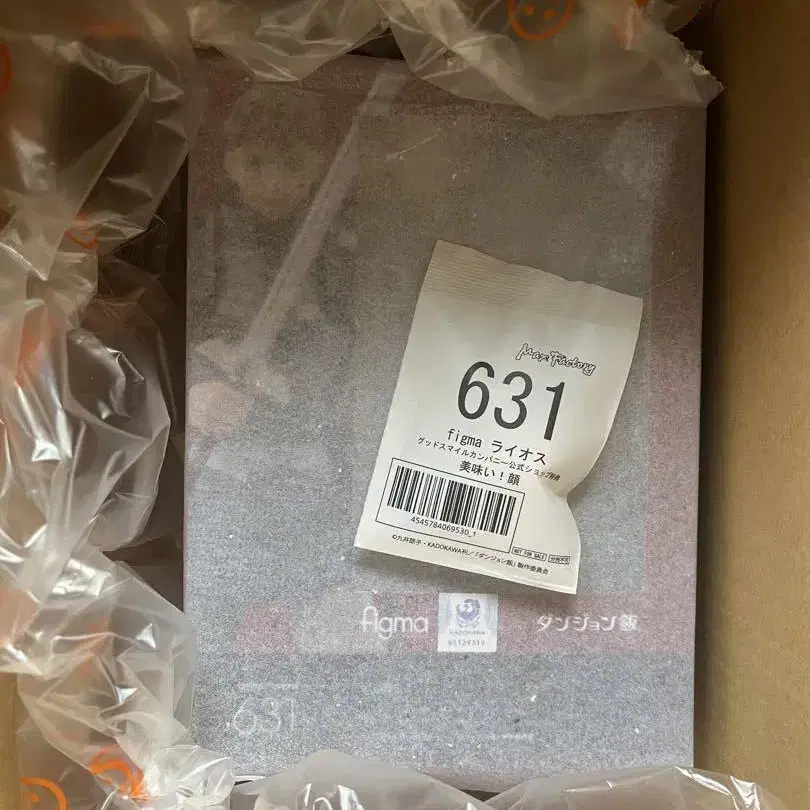 Max Factory
631
figma ライオス
グッドスマイルカンパニー公式ショップ特典
美味い!顔
4545784069530_1
NOT FOR SALE
©九井諒子・KADOKAWA刊/「ダンジョン飯」製作委員会
figma
KADOKAWA
ダンジョン飯
631